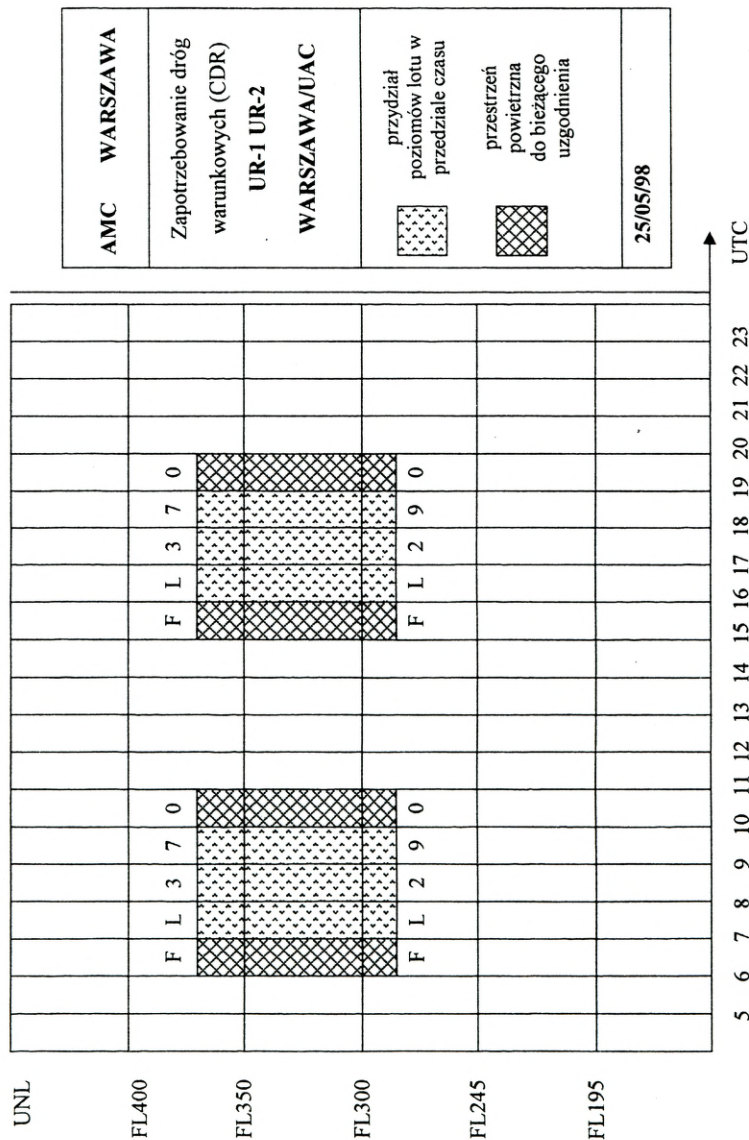 UNL
FL400
FL350
FL300
FL245
FL195
F L 3 7 0
F L 3 7 0
F L 2 9 0
F L 2 9 0
5 6 7 8 9 10 11 12 13 14 15 16 17 18 19 20 21 22 23 UTC
AMC WARSZAWA
Zapotrzebowanie dróg
warunkowych (CDR)
UR-1 UR-2
WARSZAWA/UAC
przydział
poziomów lotu w
przedziale czasu
przestrzeń
powietrzna
do bieżącego
uzgodnienia
25/05/98